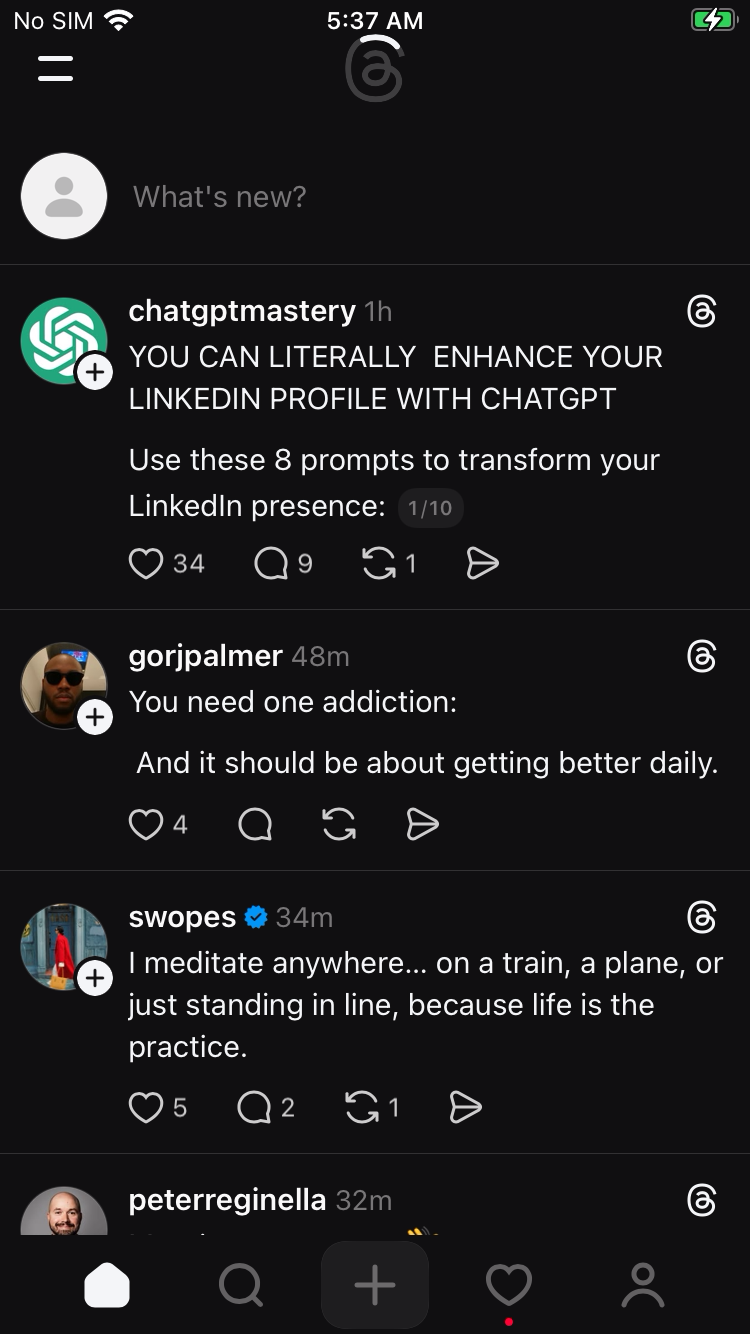 No SIM 5:37 AM
What's new?
chatgptmastery 1h
YOU CAN LITERALLY ENHANCE YOUR
LINKEDIN PROFILE WITH CHATGPT
Use these 8 prompts to transform your
LinkedIn presence: 1/10
34 9 1
gorjpalmer 48m
You need one addiction:
And it should be about getting better daily.
4
swopes 34m
I meditate anywhere... on a train, a plane, or
just standing in line, because life is the
practice.
5 2 1
peterreginella 32m